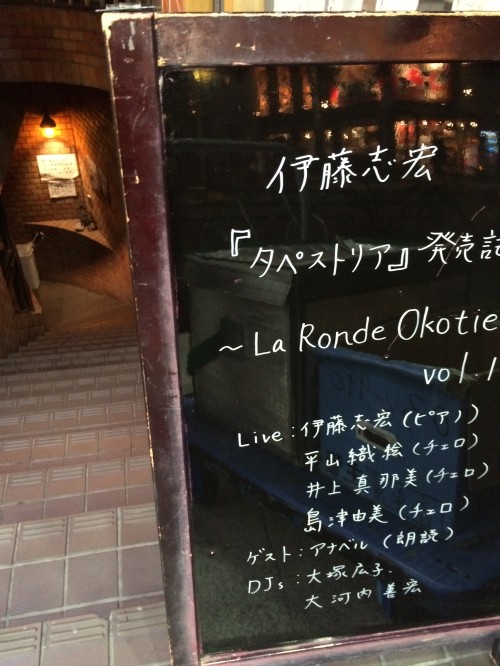 伊藤志宏
『タペストリア』発売記
～La Ronde Okotie
vol.1
Live：伊藤志宏（ピアノ）
平山織絵（チェロ）
井上真那美（チェロ）
島津由美（チェロ）
ゲスト：アナベル（朗読）
DJs：大塚広子.
大河内善宏